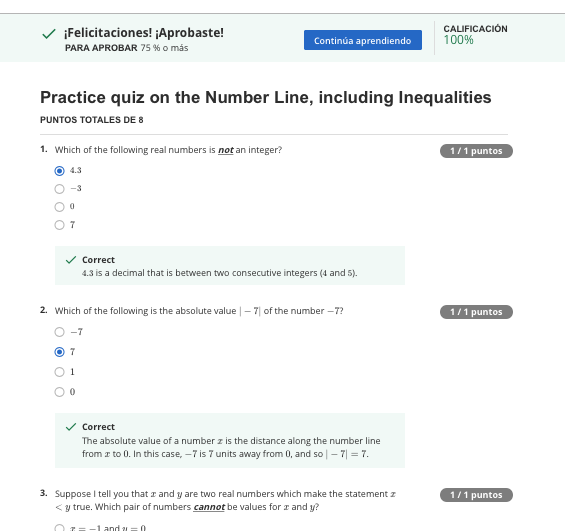 ¡Felicitaciones! ¡Aprobaste!
PARA APROBAR 75 % o más
Continúa aprendiendo
CALIFICACIÓN
100%
Practice quiz on the Number Line, including Inequalities
PUNTOS TOTALES DE 8
1. Which of the following real numbers is not an integer?
1 / 1 puntos
4.3
−3
0
7
Correct
4.3 is a decimal that is between two consecutive integers (4 and 5).
2. Which of the following is the absolute value | − 7| of the number −7?
1 / 1 puntos
−7
7
1
0
Correct
The absolute value of a number x is the distance along the number line
from x to 0. In this case, −7 is 7 units away from 0, and so | − 7| = 7.
3. Suppose I tell you that x and y are two real numbers which make the statement x
1 / 1 puntos
< y true. Which pair of numbers cannot be values for x and y?
x = −1 and y = 0